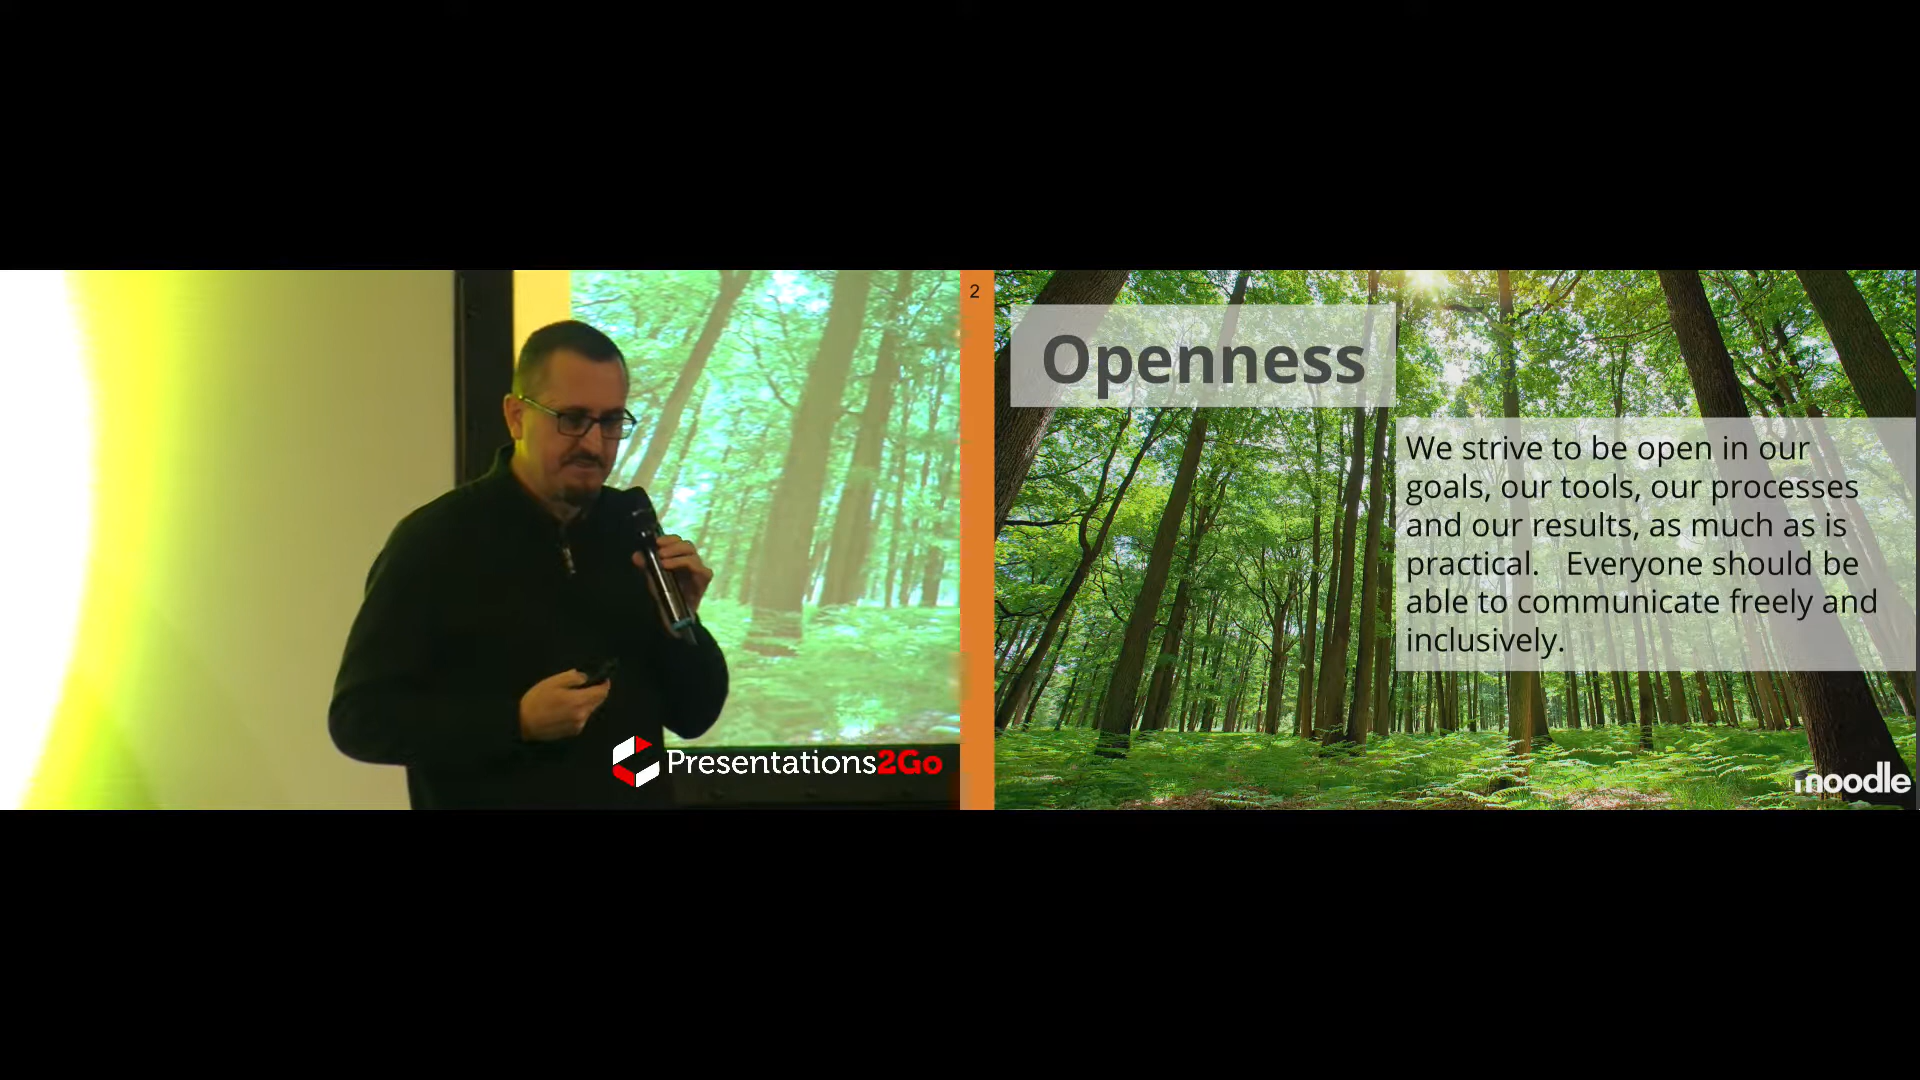 2
Openness
We strive to be open in our
goals, our tools, our processes
and our results, as much as is
practical.   Everyone should be
able to communicate freely and
inclusively.
Presentations2Go
moodle